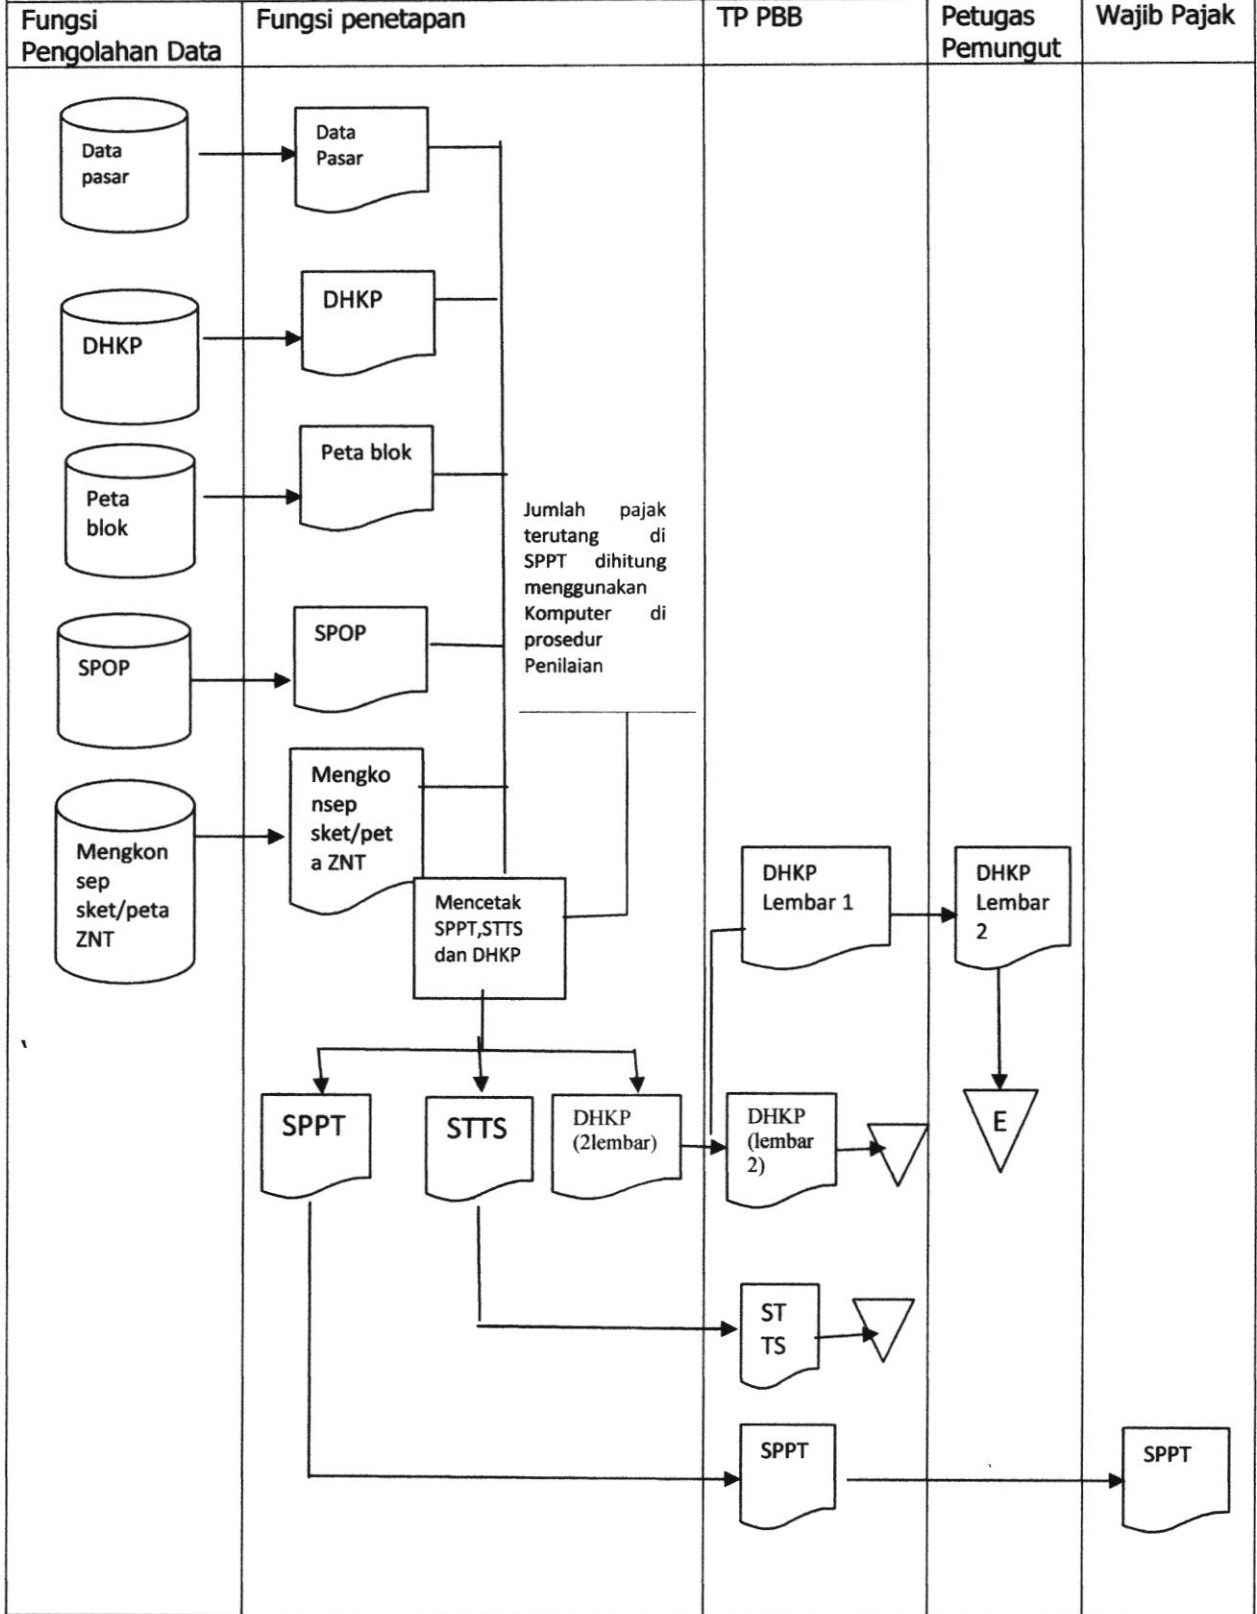 Fungsi
Pengolahan Data
Fungsi penetapan
TP PBB
Petugas
Pemungut
Wajib Pajak
Data
pasar
Data
Pasar
DHKP
DHKP
Peta
blok
Peta blok
Jumlah pajak
terutang di
SPPT dihitung
menggunakan
Komputer di
prosedur
Penilaian
SPOP
SPOP
Mengkon
sep
sket/peta
ZNT
Mengko
nsep
sket/pet
a ZNT
Mencetak
SPPT,STTS
dan DHKP
DHKP
Lembar 1
DHKP
Lembar
2
SPPT
STTS
DHKP
(2lembar)
DHKP
(lembar
2)
E
ST
TS
SPPT
SPPT